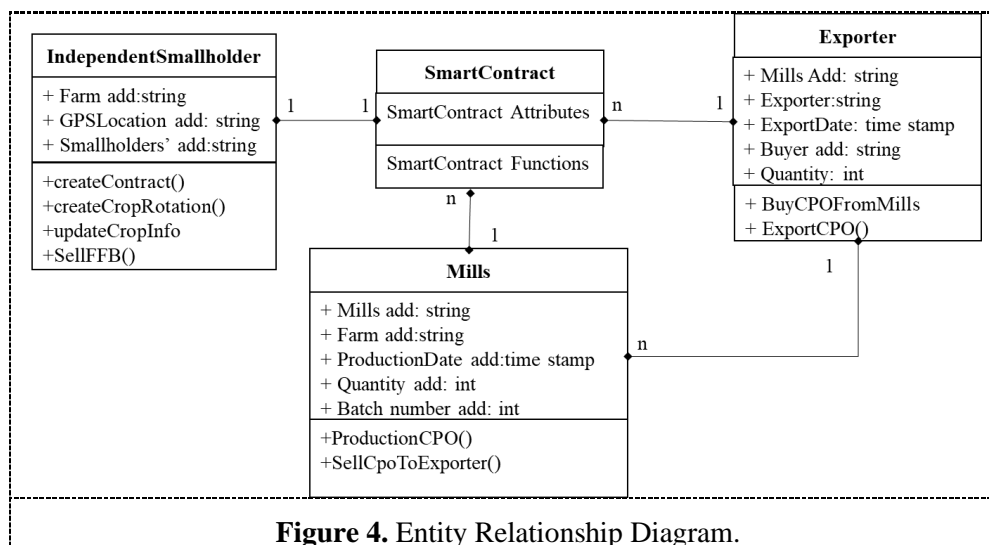 IndependentSmallholder
+ Farm add:string
+ GPSLocation add: string
+ Smallholders' add:string
+createContract()
+createCropRotation()
+updateCropInfo
+SellFFB()
1
1
SmartContract
SmartContract Attributes
SmartContract Functions
n
1
n
1
Exporter
+ Mills Add: string
+ Exporter:string
+ ExportDate: time stamp
+ Buyer add: string
+ Quantity: int
+ BuyCPOFromMills
+ ExportCPO()
1
n
Mills
+ Mills add: string
+ Farm add:string
+ ProductionDate add:time stamp
+ Quantity add: int
+ Batch number add: int
+ProductionCPO()
+SellCpoToExporter()
Figure 4. Entity Relationship Diagram.